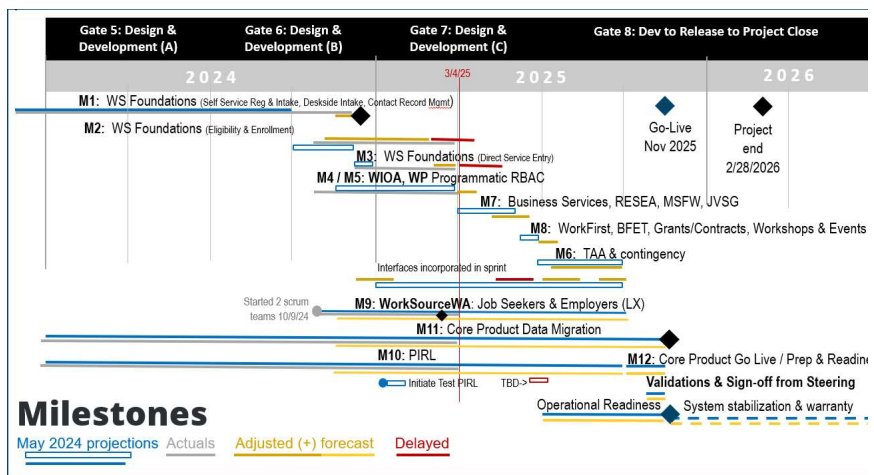 Gate 5: Design &
Development (A)
Gate 6: Design &
Development (B)
Gate 7: Design &
Development (C)
Gate 8: Dev to Release to Project Close
2024
3/4/25
2025
2026
M1: WS Foundations (Self Service Reg & Intake, Deskside Intake, Contact Record Mgmt)
M2: WS Foundations (Eligibility & Enrollment)
Go-Live
Nov 2025
Project
end
2/28/2026
M3: WS Foundations (Direct Service Entry)
M4 / M5: WIOA, WP Programmatic RBAC
M7: Business Services, RESEA, MSFW, JVSG
M8: WorkFirst, BFET, Grants/Contracts, Workshops & Events
M6: TAA & contingency
Interfaces incorporated in sprint
Started 2 scrum
teams 10/9/24
M9: WorkSourceWA: Job Seekers & Employers (LX)
M11: Core Product Data Migration
M10: PIRL
M12: Core Product Go Live / Prep & Readine
Initiate Test PIRL
TBD->
Validations & Sign-off from Steering
Operational Readiness
System stabilization & warranty
Milestones
May 2024 projections
Actuals
Adjusted (+) forecast
Delayed